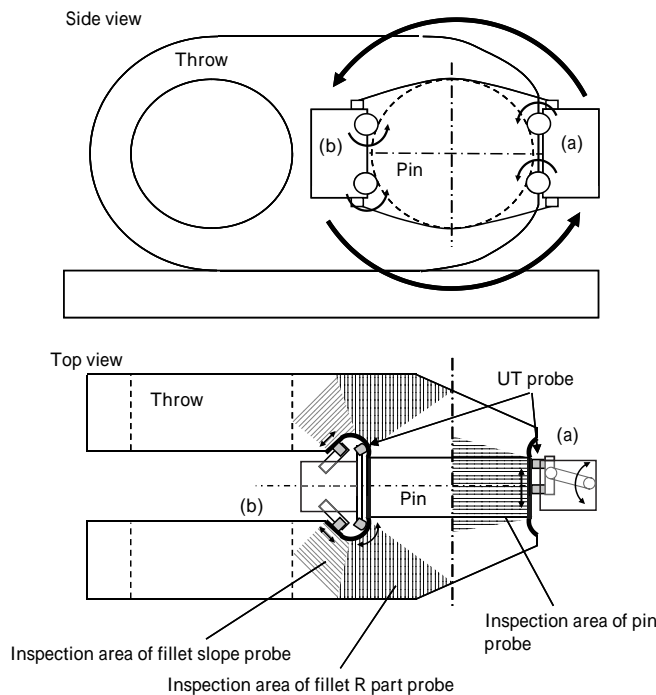 Side view
Throw
(b)
(a)
Pin
Top view
UT probe
Throw
(a)
(b)
Pin
Inspection area of pin
probe
Inspection area of fillet slope probe
Inspection area of fillet R part probe